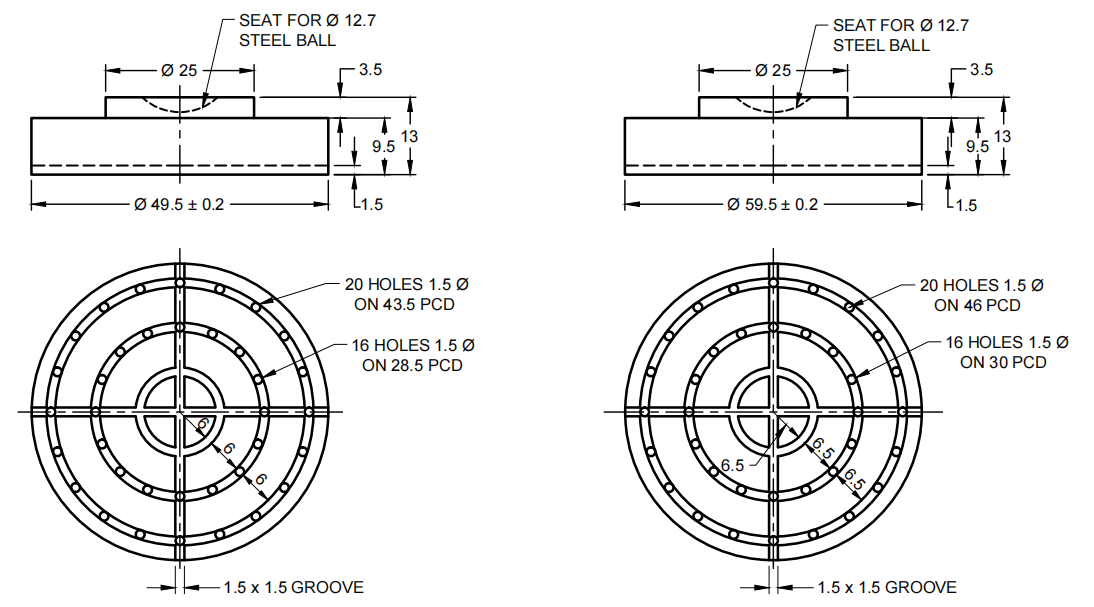 SEAT FOR Ø 12.7
STEEL BALL
Ø 25
3.5
9.5
13
Ø 49.5 ± 0.2
1.5
20 HOLES 1.5 Ø
ON 43.5 PCD
16 HOLES 1.5 Ø
ON 28.5 PCD
6
6
6
1.5 x 1.5 GROOVE
SEAT FOR Ø 12.7
STEEL BALL
Ø 25
3.5
9.5
13
Ø 59.5 ± 0.2
1.5
20 HOLES 1.5 Ø
ON 46 PCD
16 HOLES 1.5 Ø
ON 30 PCD
6.5
6.5
6.5
1.5 x 1.5 GROOVE